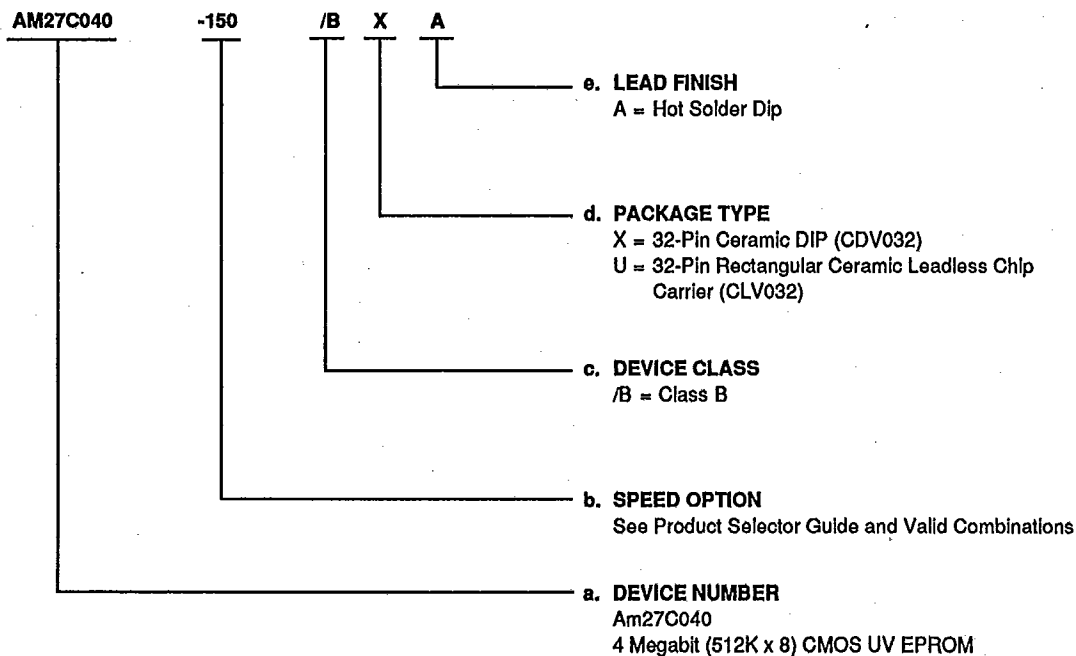 AM27C040 -150 /B X A
e. LEAD FINISH
A = Hot Solder Dip
d. PACKAGE TYPE
X = 32-Pin Ceramic DIP (CDV032)
U = 32-Pin Rectangular Ceramic Leadless Chip
Carrier (CLV032)
c. DEVICE CLASS
/B = Class B
b. SPEED OPTION
See Product Selector Guide and Valid Combinations
a. DEVICE NUMBER
Am27C040
4 Megabit (512K x 8) CMOS UV EPROM